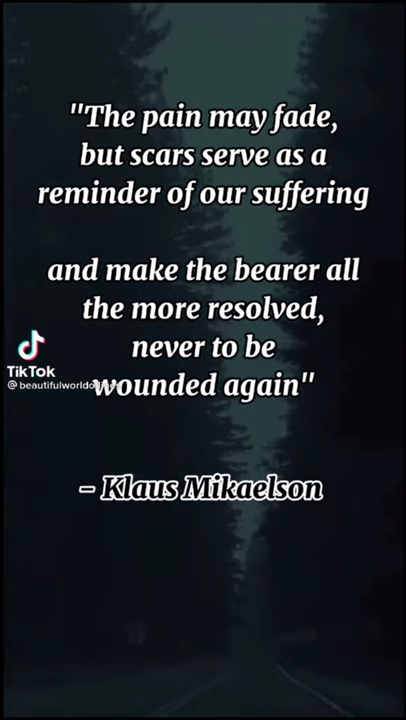 "The pain may fade,
but scars serve as a
reminder of our suffering
and make the bearer all
the more resolved,
never to be
TikTok
wounded again"
- Klaus Mikaelson